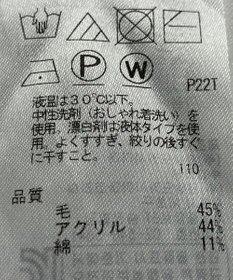 P W P22T
液温は30℃以下。
中性洗剤(おしゃれ着洗い)を
使用、漂白剤は液体タイプを使
用。よくすすぎ、絞りの後すぐ
に干すこと。
110
品質
毛 45%
アクリル 44%
綿 11%